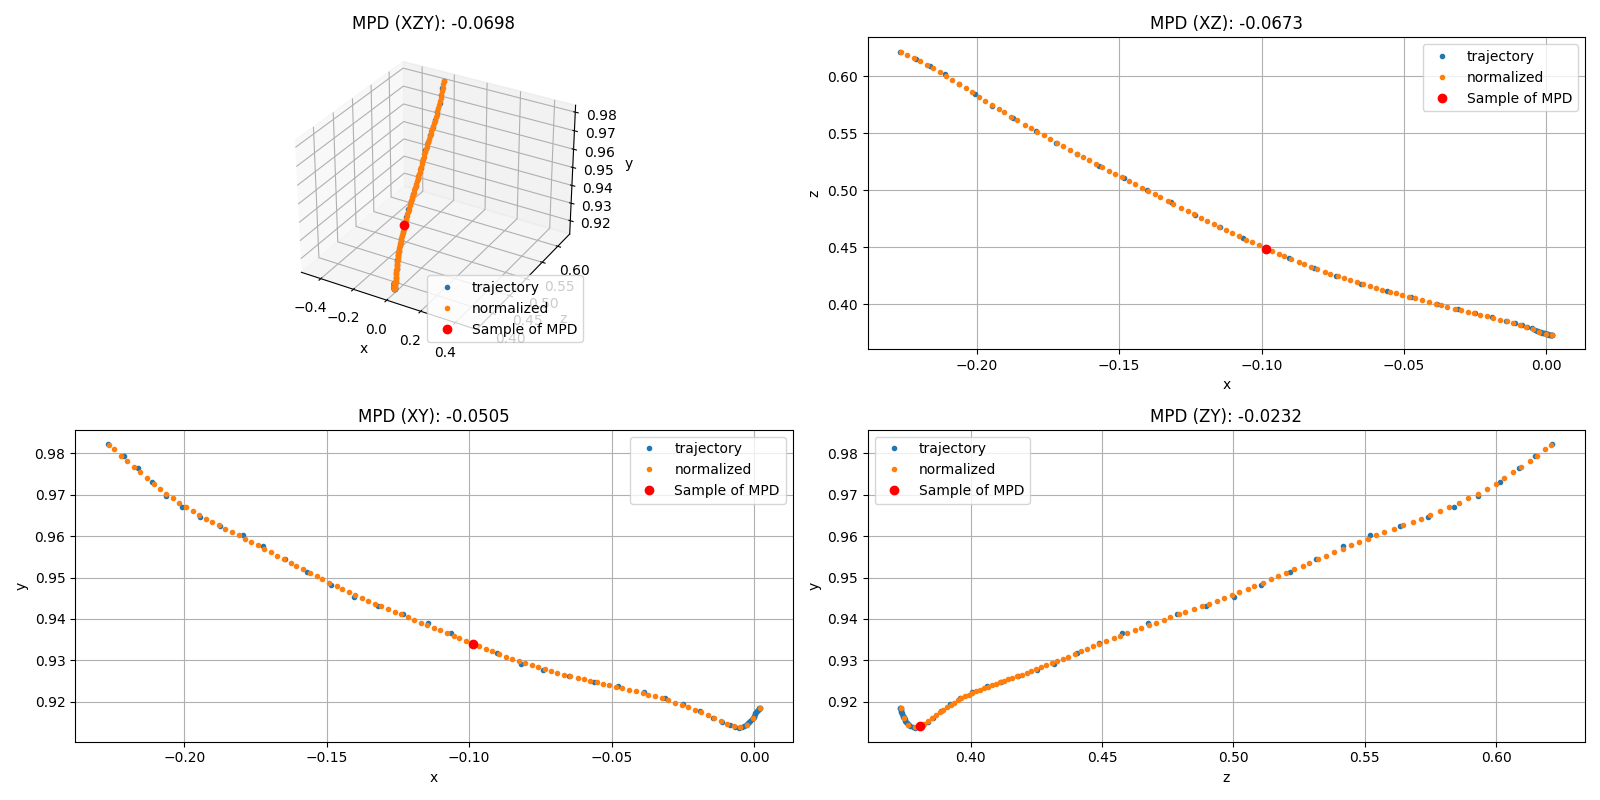 MPD (XZY): -0.0698
0.98
0.97
0.96
0.95
0.94
0.93
0.92
y
0.60
0.55
0.50
0.45
0.40
z
−0.4
−0.2
0.0
0.2
0.4
x
trajectory
normalized
Sample of MPD
MPD (XZ): -0.0673
trajectory
normalized
Sample of MPD
0.60
0.55
0.50
0.45
0.40
z
−0.20
−0.15
−0.10
−0.05
0.00
x
MPD (XY): -0.0505
trajectory
normalized
Sample of MPD
0.98
0.97
0.96
0.95
0.94
0.93
0.92
y
−0.20
−0.15
−0.10
−0.05
0.00
x
MPD (ZY): -0.0232
trajectory
normalized
Sample of MPD
0.98
0.97
0.96
0.95
0.94
0.93
0.92
y
0.40
0.45
0.50
0.55
0.60
z